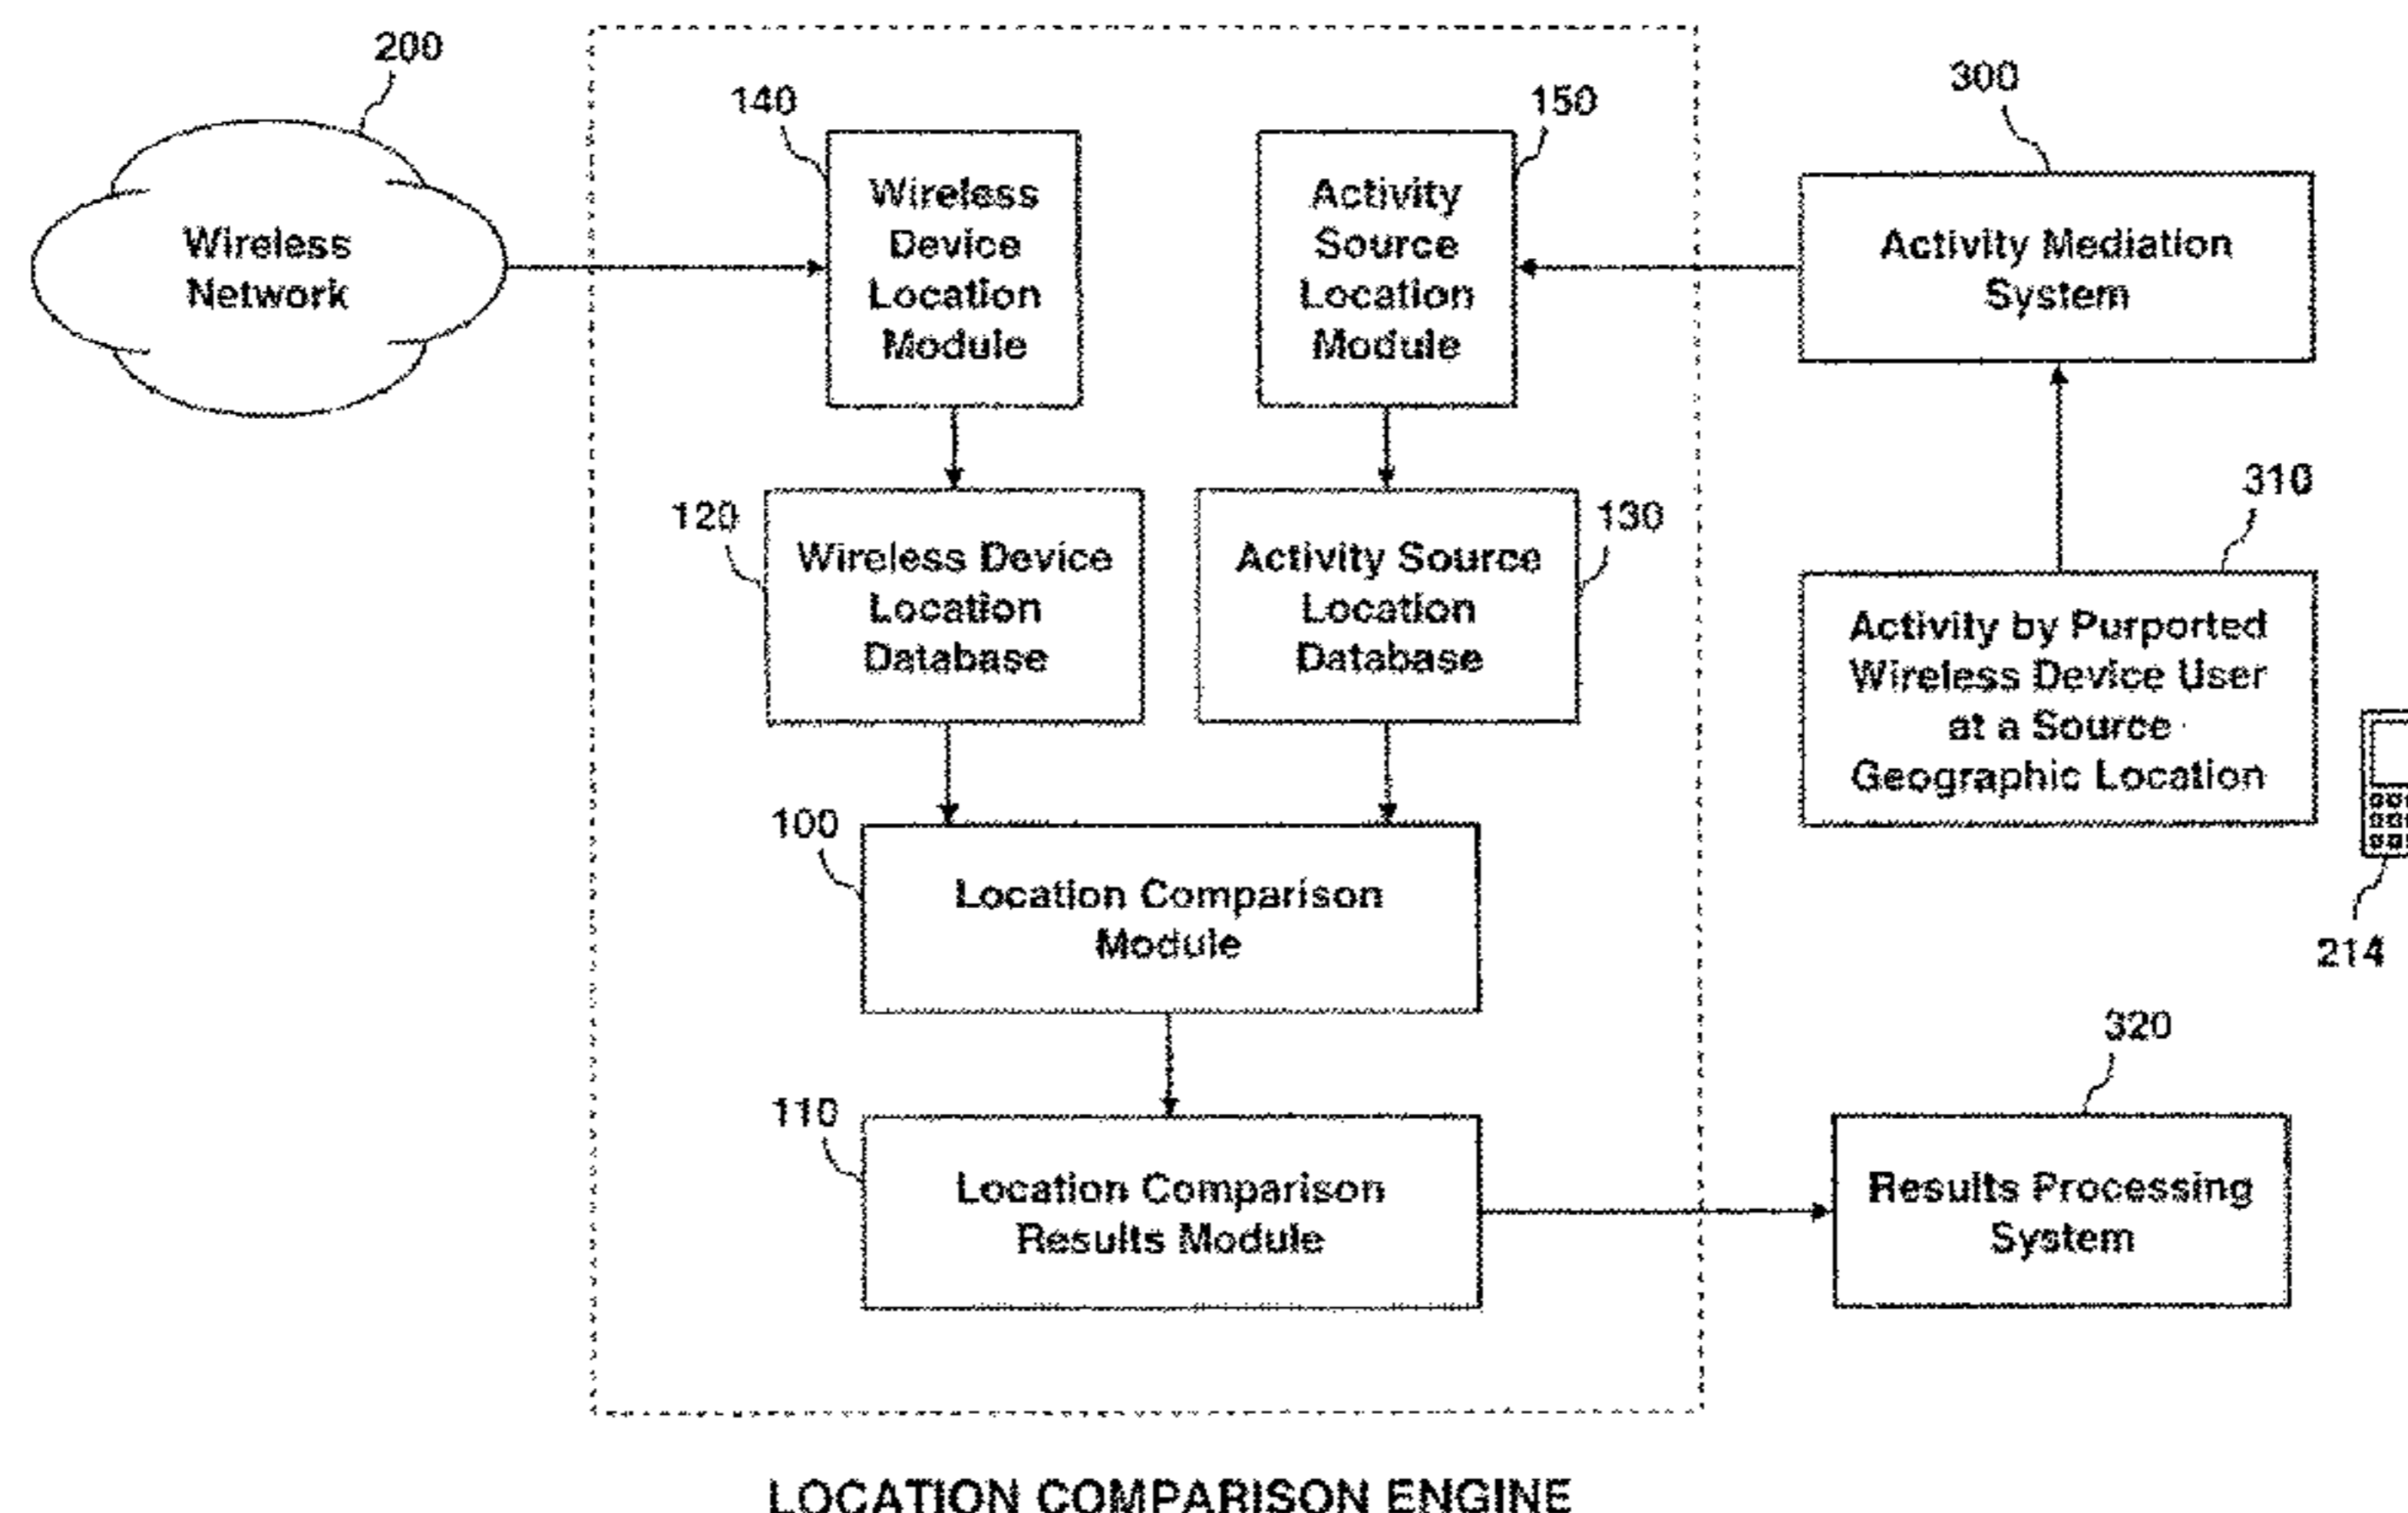 200
140
150
300
Wireless
Network
Wireless
Device
Location
Module
Activity
Source
Location
Module
Activity Mediation
System
120
130
310
Wireless Device
Location
Database
Activity Source
Location
Database
Activity by Purported
Wireless Device User
at a Source
Geographic Location
100
Location Comparison
Module
214
110
320
Location Comparison
Results Module
Results Processing
System
LOCATION COMPARISON ENGINE